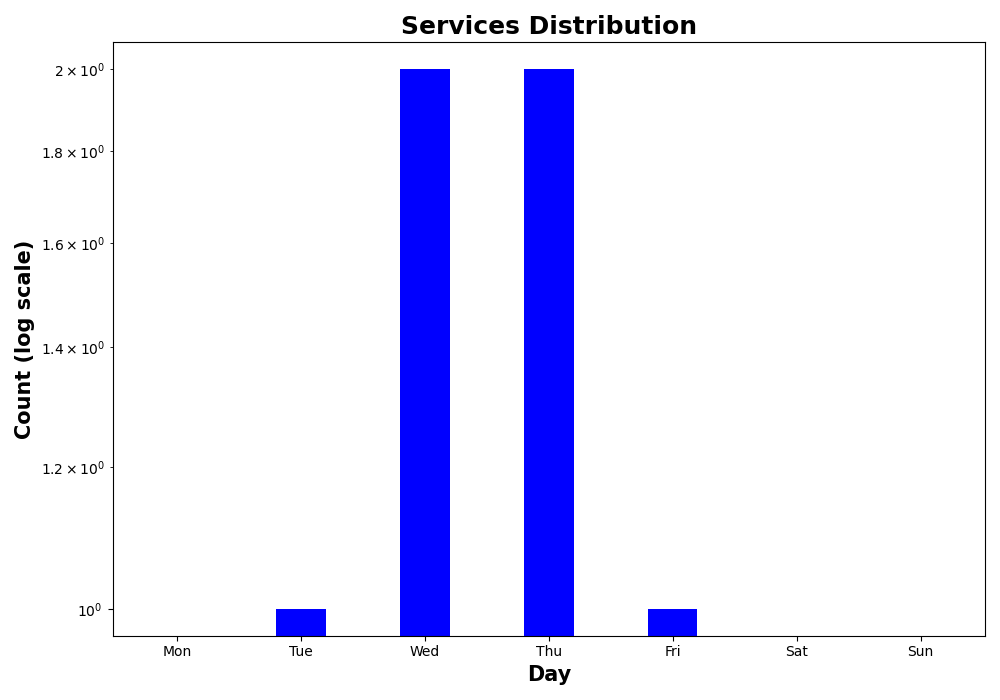 Services Distribution
Count (log scale)
2 × 10⁰
1.8 × 10⁰
1.6 × 10⁰
1.4 × 10⁰
1.2 × 10⁰
10⁰
Mon Tue Wed Thu Fri Sat Sun
Day